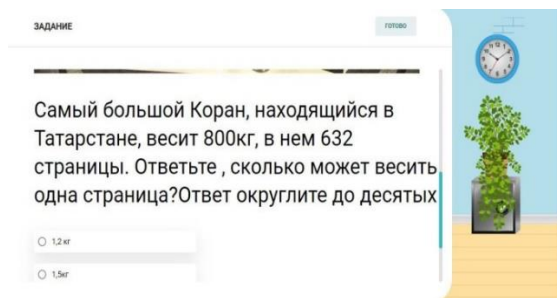 ЗАДАНИЕ
ГОТОВО
Самый большой Коран, находящийся в
Татарстане, весит 800кг, в нем 632
страницы. Ответьте , сколько может весить
одна страница?Ответ округлите до десятых
1,2 кг
1,5кг